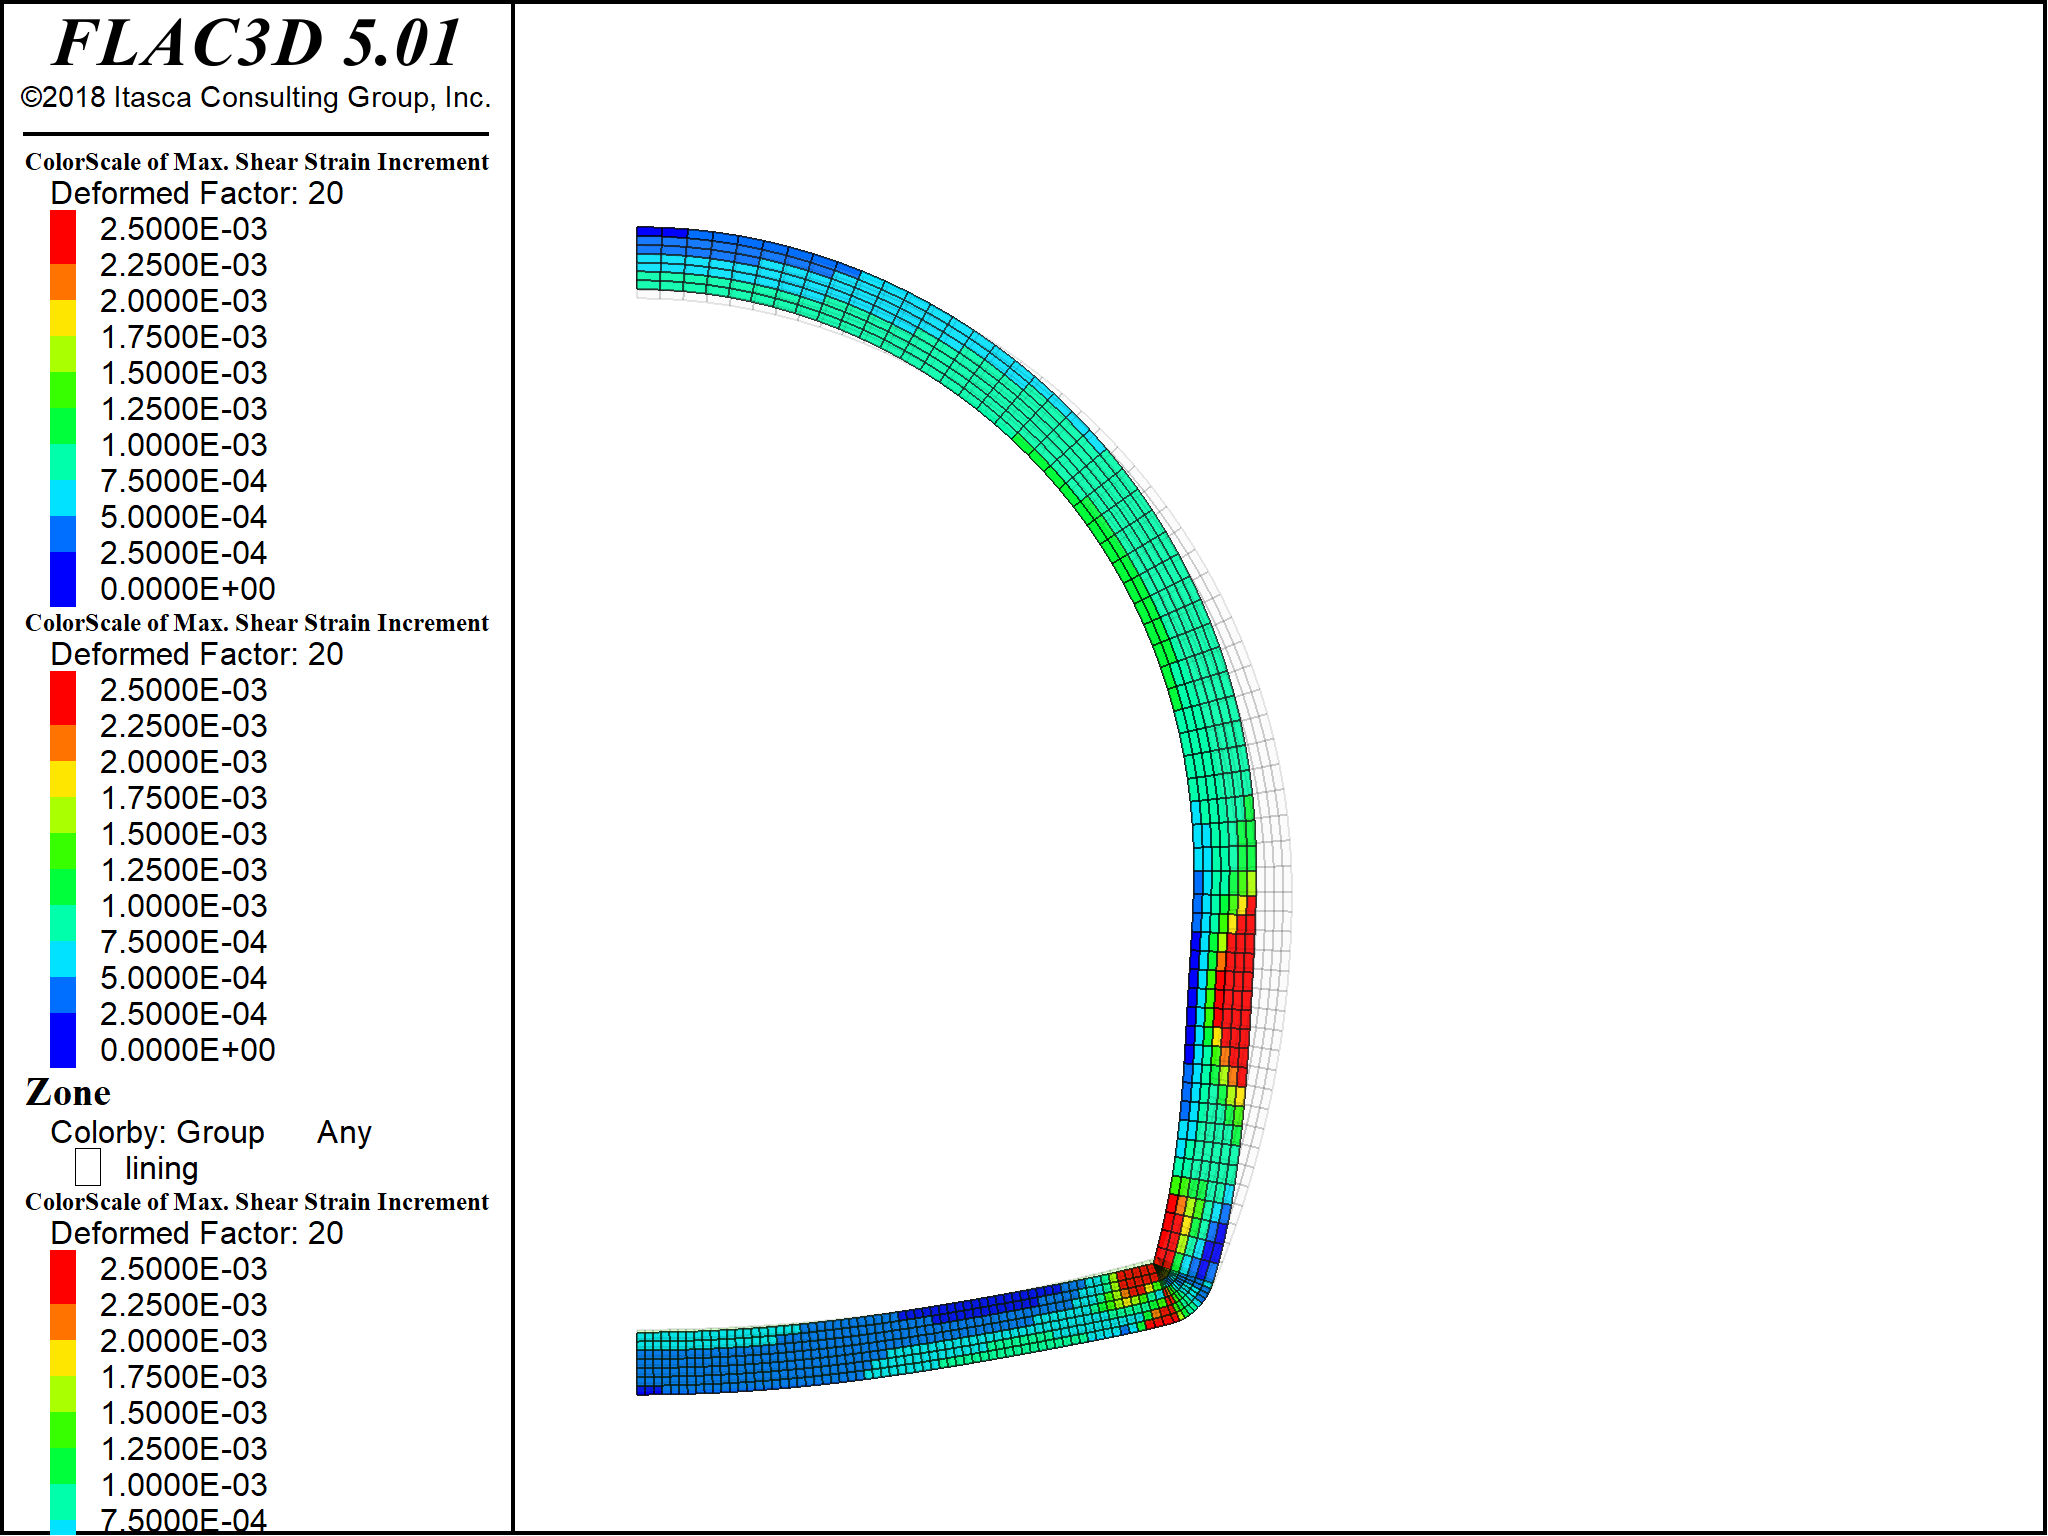 FLAC3D 5.01
©2018 Itasca Consulting Group, Inc.
ColorScale of Max. Shear Strain Increment
Deformed Factor: 20
2.5000E-03
2.2500E-03
2.0000E-03
1.7500E-03
1.5000E-03
1.2500E-03
1.0000E-03
7.5000E-04
5.0000E-04
2.5000E-04
0.0000E+00
ColorScale of Max. Shear Strain Increment
Deformed Factor: 20
2.5000E-03
2.2500E-03
2.0000E-03
1.7500E-03
1.5000E-03
1.2500E-03
1.0000E-03
7.5000E-04
5.0000E-04
2.5000E-04
0.0000E+00
Zone
Colorby: Group Any
lining
ColorScale of Max. Shear Strain Increment
Deformed Factor: 20
2.5000E-03
2.2500E-03
2.0000E-03
1.7500E-03
1.5000E-03
1.2500E-03
1.0000E-03
7.5000E-04